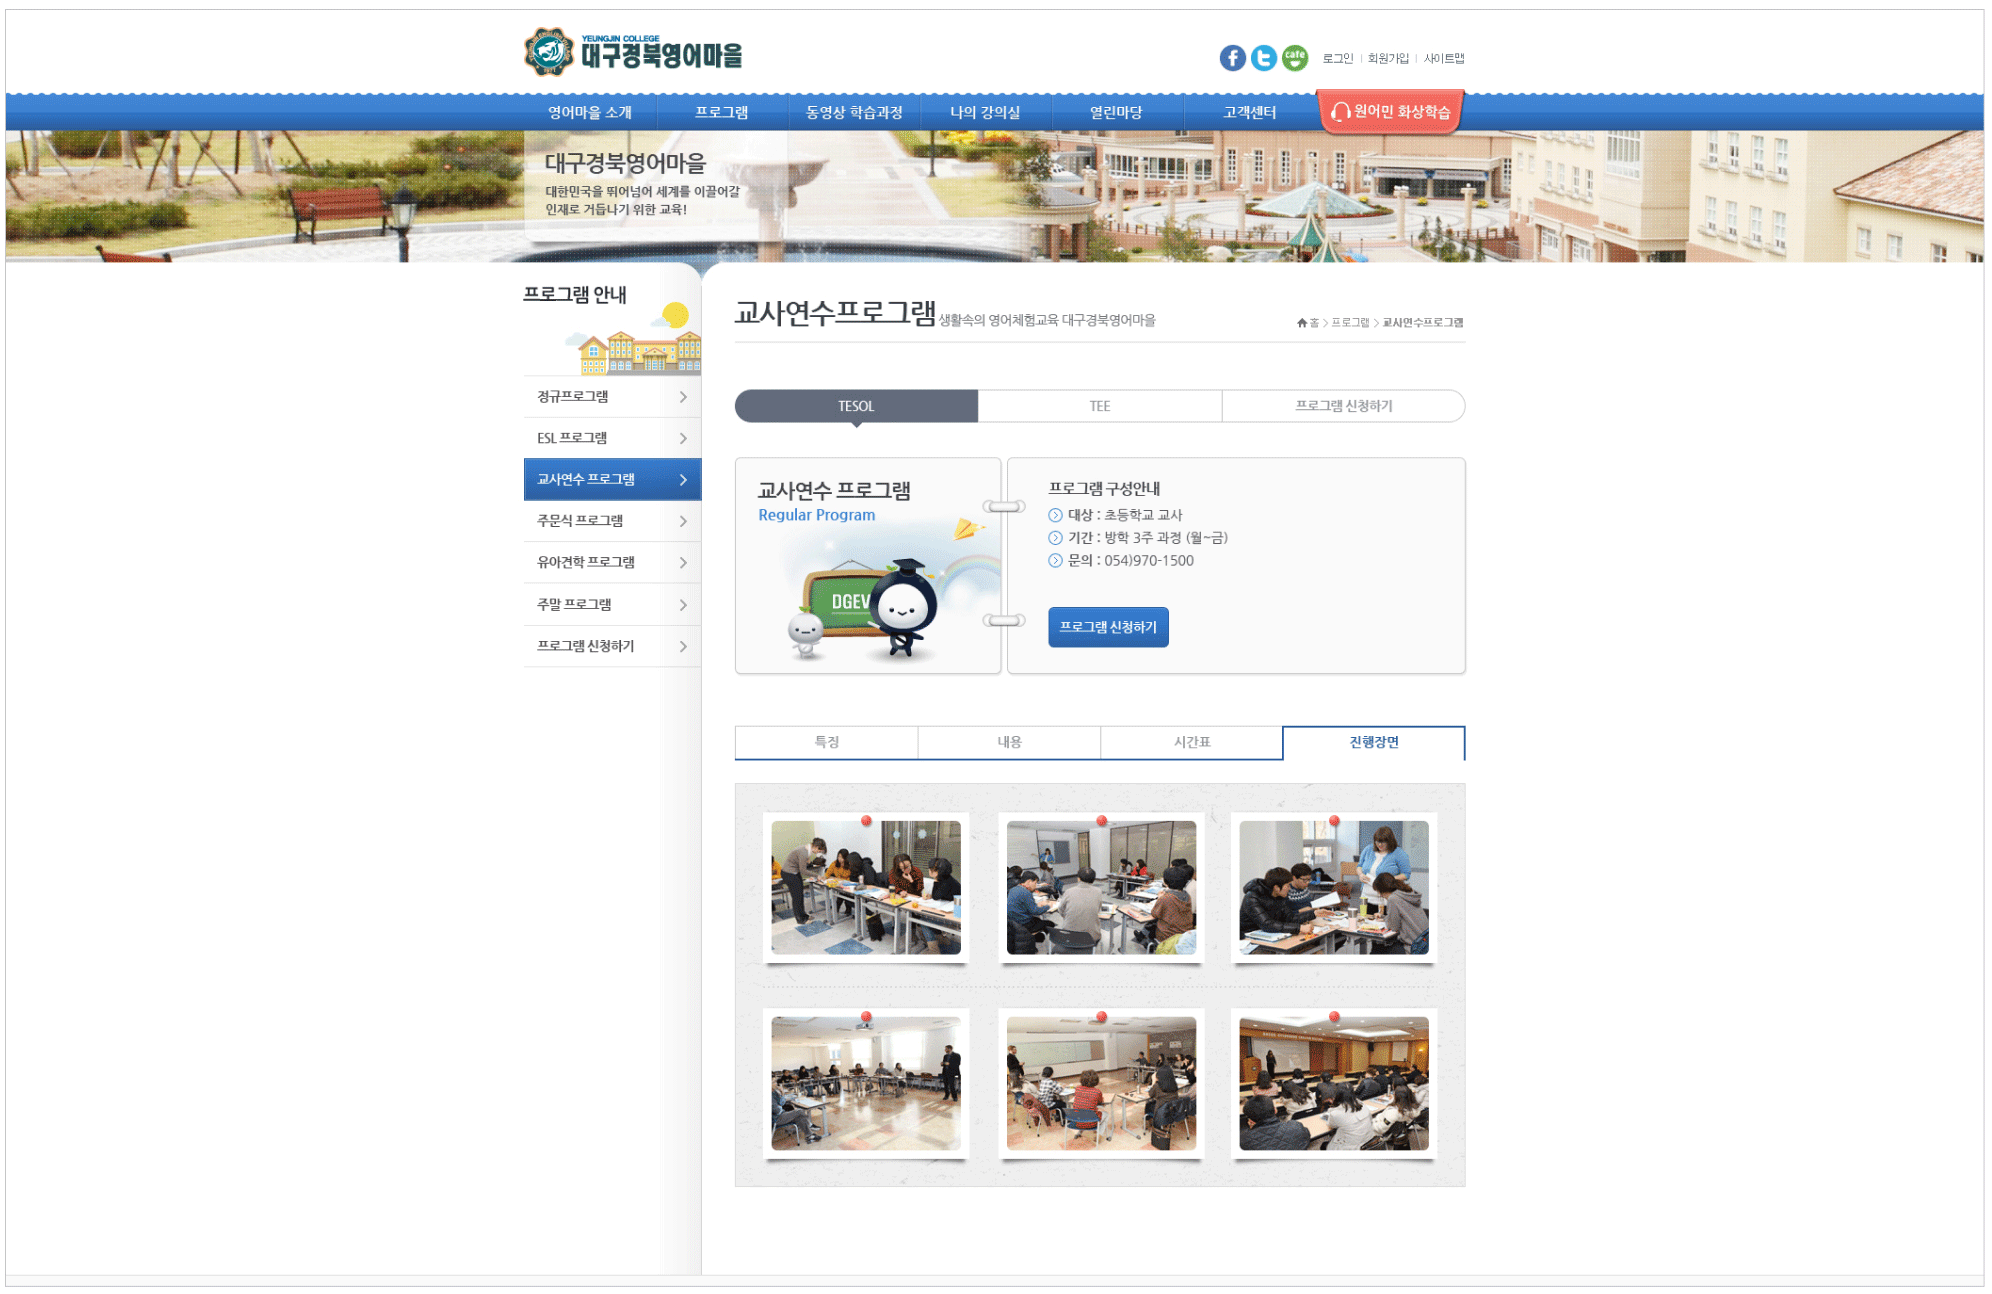 YEUNGJIN COLLEGE
대구경북영어마을
cafe
로그인 | 회원가입 | 사이트맵
영어마을 소개
프로그램
동영상 학습과정
나의 강의실
열린마당
고객센터
원어민 화상학습
대구경북영어마을
대한민국을 뛰어넘어 세계를 이끌어갈
인재로 거듭나기 위한 교육!
프로그램 안내
정규프로그램
ESL 프로그램
교사연수 프로그램
주문식 프로그램
유아견학 프로그램
주말 프로그램
프로그램 신청하기
교사연수프로그램 생활속의 영어체험교육 대구경북영어마을
홈 > 프로그램 > 교사연수프로그램
TESOL
TEE
프로그램 신청하기
교사연수 프로그램
Regular Program
DGEV
프로그램 구성안내
대상 : 초등학교 교사
기간 : 방학 3주 과정 (월~금)
문의 : 054)970-1500
프로그램 신청하기
특징
내용
시간표
진행장면